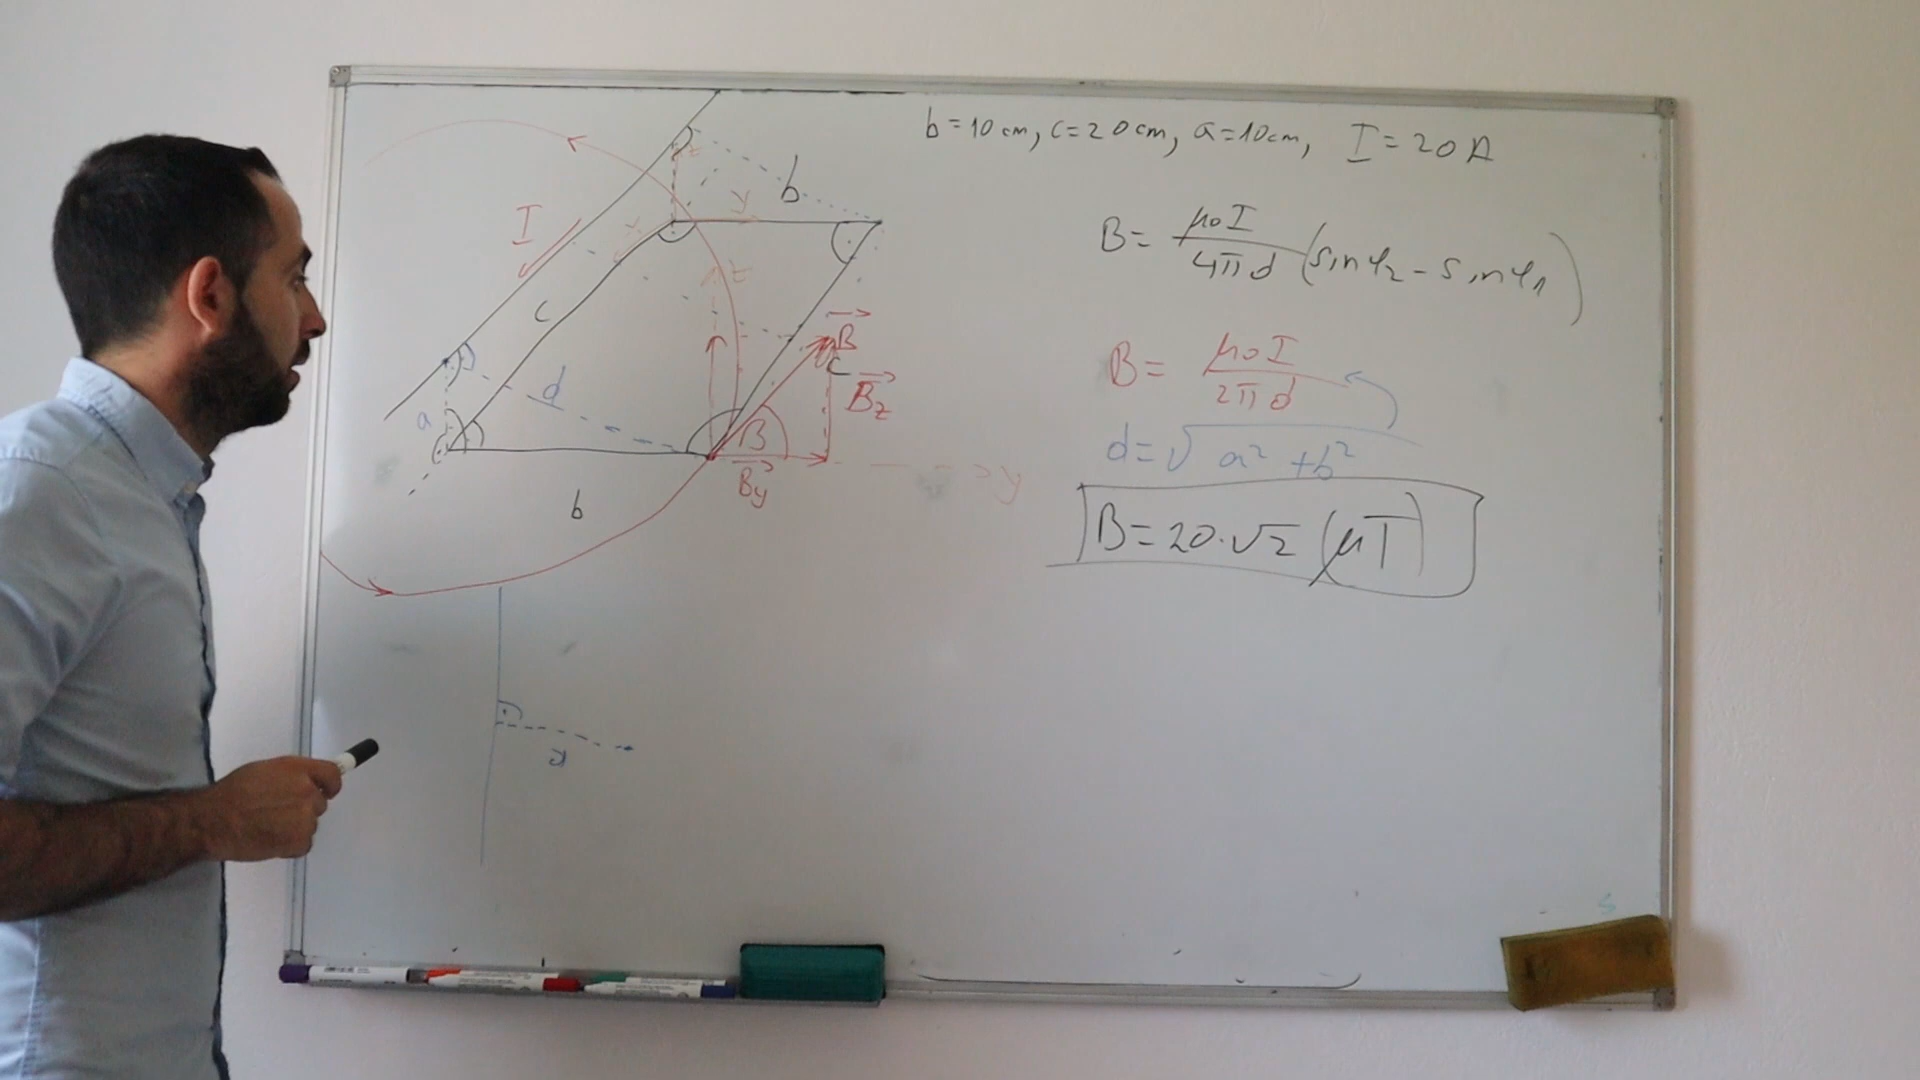 b = 10 cm, c = 20 cm, a = 10 cm, I = 20 A
B = μ₀I / 4πd (sin φ₂ - sin φ₁)
B = μ₀I / 2πd
d = √(a² + b²)
B = 20·√2 (μT)
z
b
y
x
I
z
c
B
c
B_z
d
a
β
B_y
y
b
d